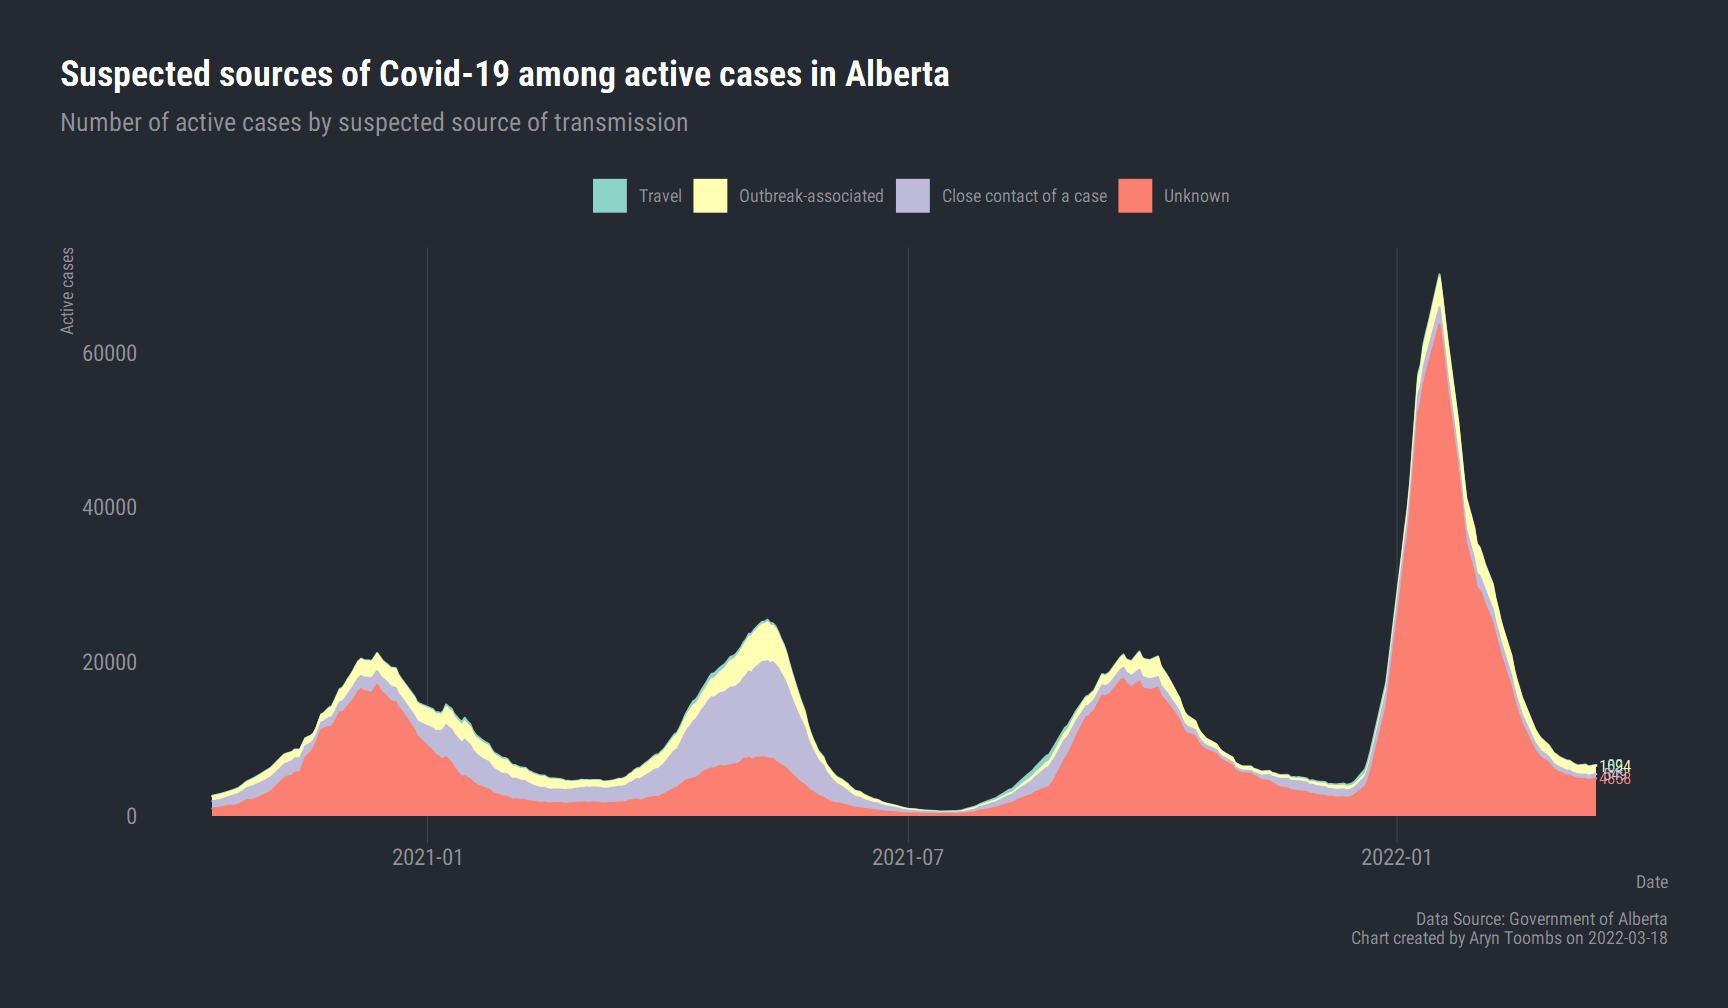 Suspected sources of Covid-19 among active cases in Alberta
Number of active cases by suspected source of transmission
Travel Outbreak-associated Close contact of a case Unknown
Active cases
60000
40000
20000
0
2021-01 2021-07 2022-01
Date
Data Source: Government of Alberta
Chart created by Aryn Toombs on 2022-03-18